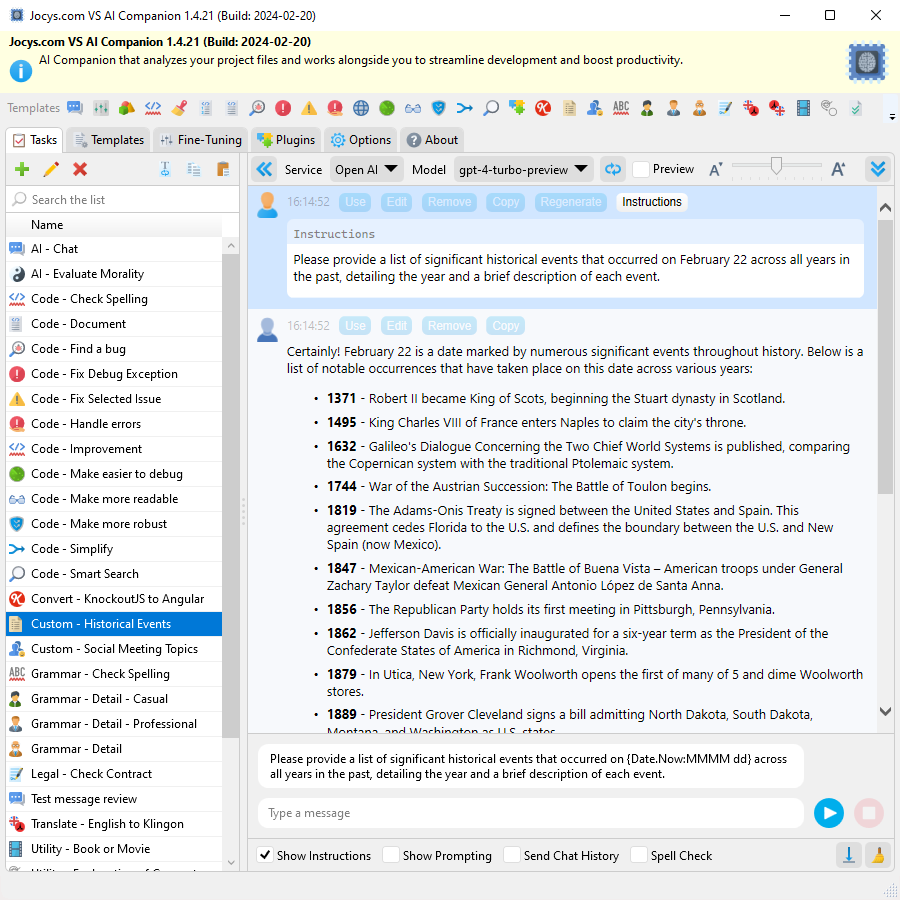 Jocys.com VS AI Companion 1.4.21 (Build: 2024-02-20)
Jocys.com VS AI Companion 1.4.21 (Build: 2024-02-20)
AI Companion that analyzes your project files and works alongside you to streamline development and boost productivity.
Templates
Tasks Templates Fine-Tuning Plugins Options About
Service Open AI Model gpt-4-turbo-preview Preview A A
Search the list
Name
AI - Chat
AI - Evaluate Morality
Code - Check Spelling
Code - Document
Code - Find a bug
Code - Fix Debug Exception
Code - Fix Selected Issue
Code - Handle errors
Code - Improvement
Code - Make easier to debug
Code - Make more readable
Code - Make more robust
Code - Simplify
Code - Smart Search
Convert - KnockoutJS to Angular
Custom - Historical Events
Custom - Social Meeting Topics
ABC Grammar - Check Spelling
Grammar - Detail - Casual
Grammar - Detail - Professional
Grammar - Detail
Legal - Check Contract
Test message review
Translate - English to Klingon
Utility - Book or Movie
16:14:52 Use Edit Remove Copy Regenerate Instructions
Instructions
Please provide a list of significant historical events that occurred on February 22 across all years in
the past, detailing the year and a brief description of each event.
16:14:52 Use Edit Remove Copy
Certainly! February 22 is a date marked by numerous significant events throughout history. Below is a
list of notable occurrences that have taken place on this date across various years:
• 1371 - Robert II became King of Scots, beginning the Stuart dynasty in Scotland.
• 1495 - King Charles VIII of France enters Naples to claim the city's throne.
• 1632 - Galileo's Dialogue Concerning the Two Chief World Systems is published, comparing
the Copernican system with the traditional Ptolemaic system.
• 1744 - War of the Austrian Succession: The Battle of Toulon begins.
• 1819 - The Adams-Onis Treaty is signed between the United States and Spain. This
agreement cedes Florida to the U.S. and defines the boundary between the U.S. and New
Spain (now Mexico).
• 1847 - Mexican-American War: The Battle of Buena Vista – American troops under General
Zachary Taylor defeat Mexican General Antonio López de Santa Anna.
• 1856 - The Republican Party holds its first meeting in Pittsburgh, Pennsylvania.
• 1862 - Jefferson Davis is officially inaugurated for a six-year term as the President of the
Confederate States of America in Richmond, Virginia.
• 1879 - In Utica, New York, Frank Woolworth opens the first of many of 5 and dime Woolworth
stores.
• 1889 - President Grover Cleveland signs a bill admitting North Dakota, South Dakota,
Montana, and Washington as U.S. states.
Please provide a list of significant historical events that occurred on {Date.Now:MMMM dd} across
all years in the past, detailing the year and a brief description of each event.
Type a message
Show Instructions Show Prompting Send Chat History Spell Check